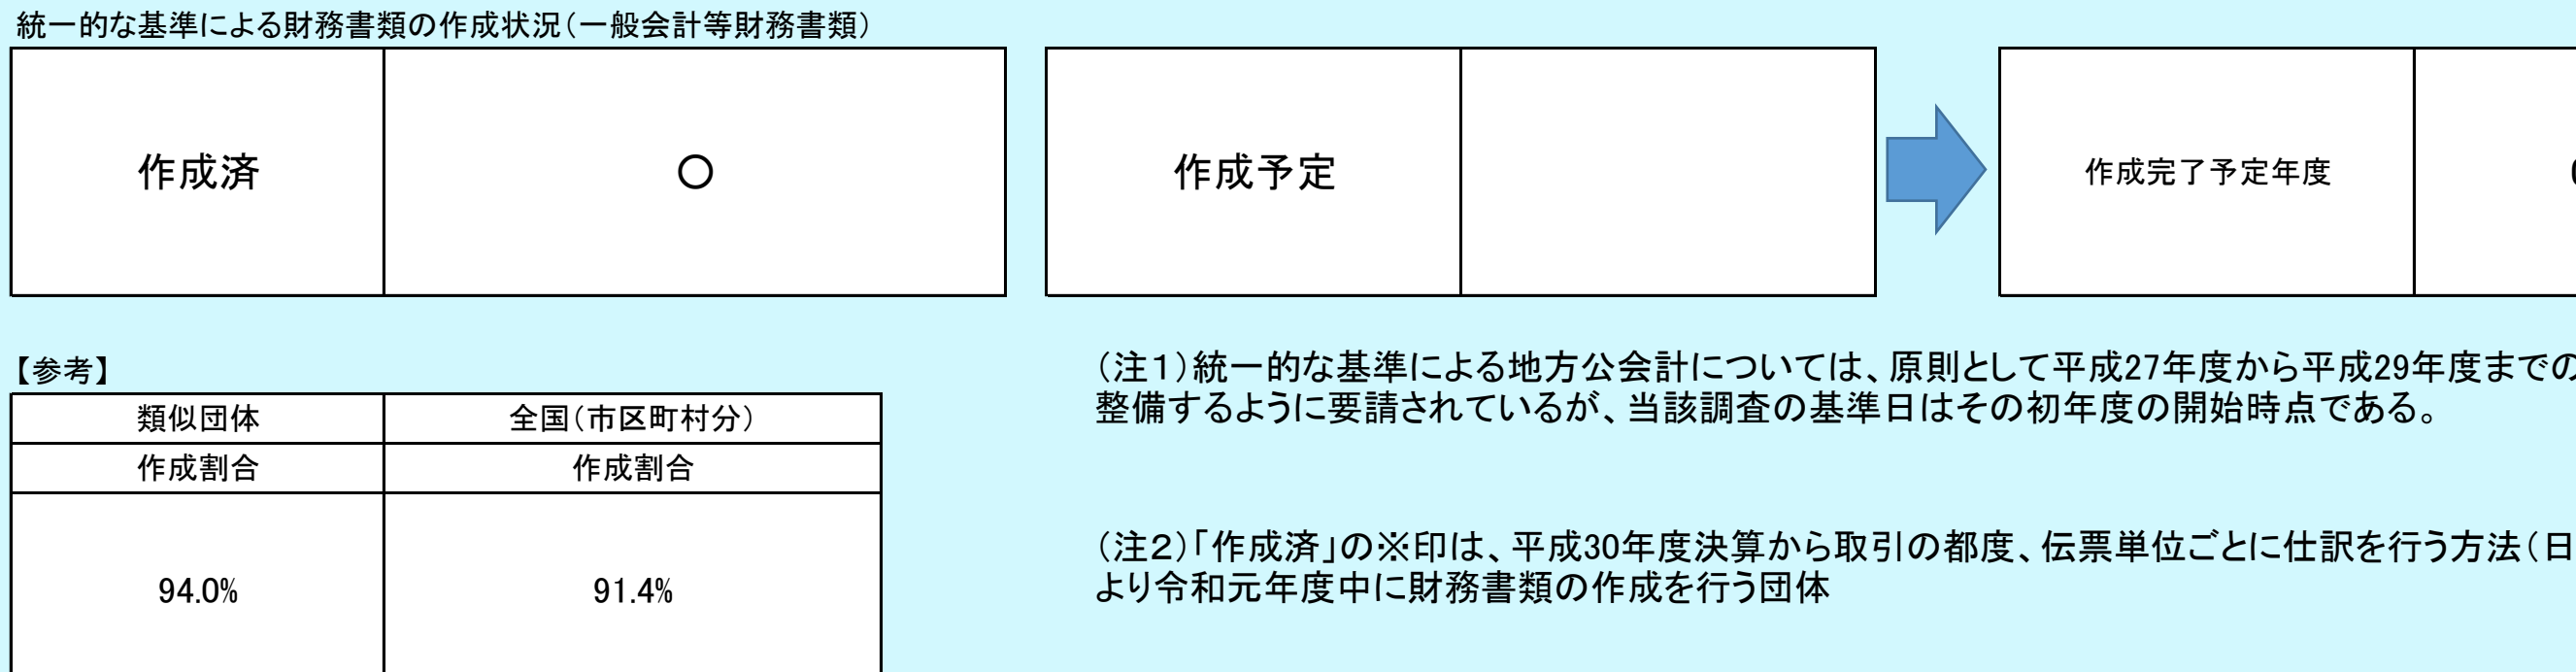 統一的な基準による財務書類の作成状況（一般会計等財務書類）
作成済
○
作成予定
作成完了予定年度
【参考】
類似団体
全国（市区町村分）
作成割合
作成割合
94.0%
91.4%
（注１）統一的な基準による地方公会計については、原則として平成27年度から平成29年度までの
整備するように要請されているが、当該調査の基準日はその初年度の開始時点である。
（注２）「作成済」の※印は、平成30年度決算から取引の都度、伝票単位ごとに仕訳を行う方法（日
より令和元年度中に財務書類の作成を行う団体